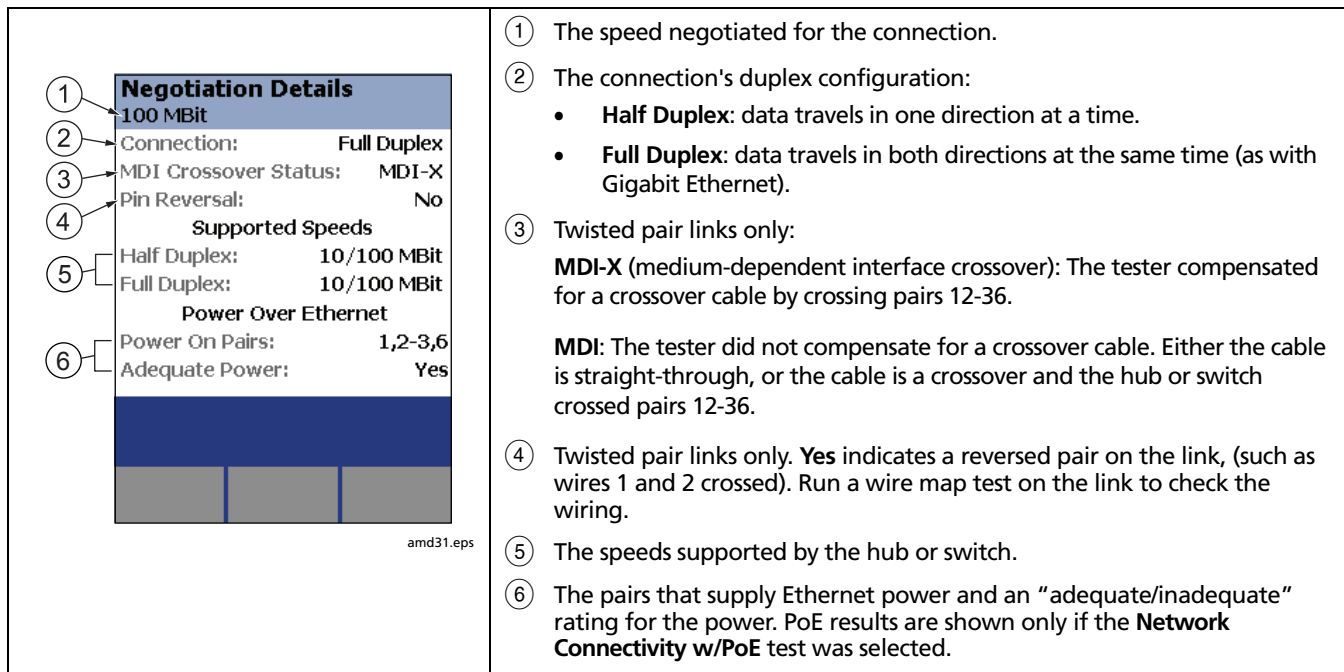 Negotiation Details
100 MBit
Connection: Full Duplex
MDI Crossover Status: MDI-X
Pin Reversal: No
Supported Speeds
Half Duplex: 10/100 MBit
Full Duplex: 10/100 MBit
Power Over Ethernet
Power On Pairs: 1,2-3,6
Adequate Power: Yes
1
2
3
4
5
6
amd31.eps
1 The speed negotiated for the connection.
2 The connection's duplex configuration:
• Half Duplex: data travels in one direction at a time.
• Full Duplex: data travels in both directions at the same time (as with
Gigabit Ethernet).
3 Twisted pair links only:
MDI-X (medium-dependent interface crossover): The tester compensated
for a crossover cable by crossing pairs 12-36.
MDI: The tester did not compensate for a crossover cable. Either the cable
is straight-through, or the cable is a crossover and the hub or switch
crossed pairs 12-36.
4 Twisted pair links only. Yes indicates a reversed pair on the link, (such as
wires 1 and 2 crossed). Run a wire map test on the link to check the
wiring.
5 The speeds supported by the hub or switch.
6 The pairs that supply Ethernet power and an “adequate/inadequate”
rating for the power. PoE results are shown only if the Network
Connectivity w/PoE test was selected.